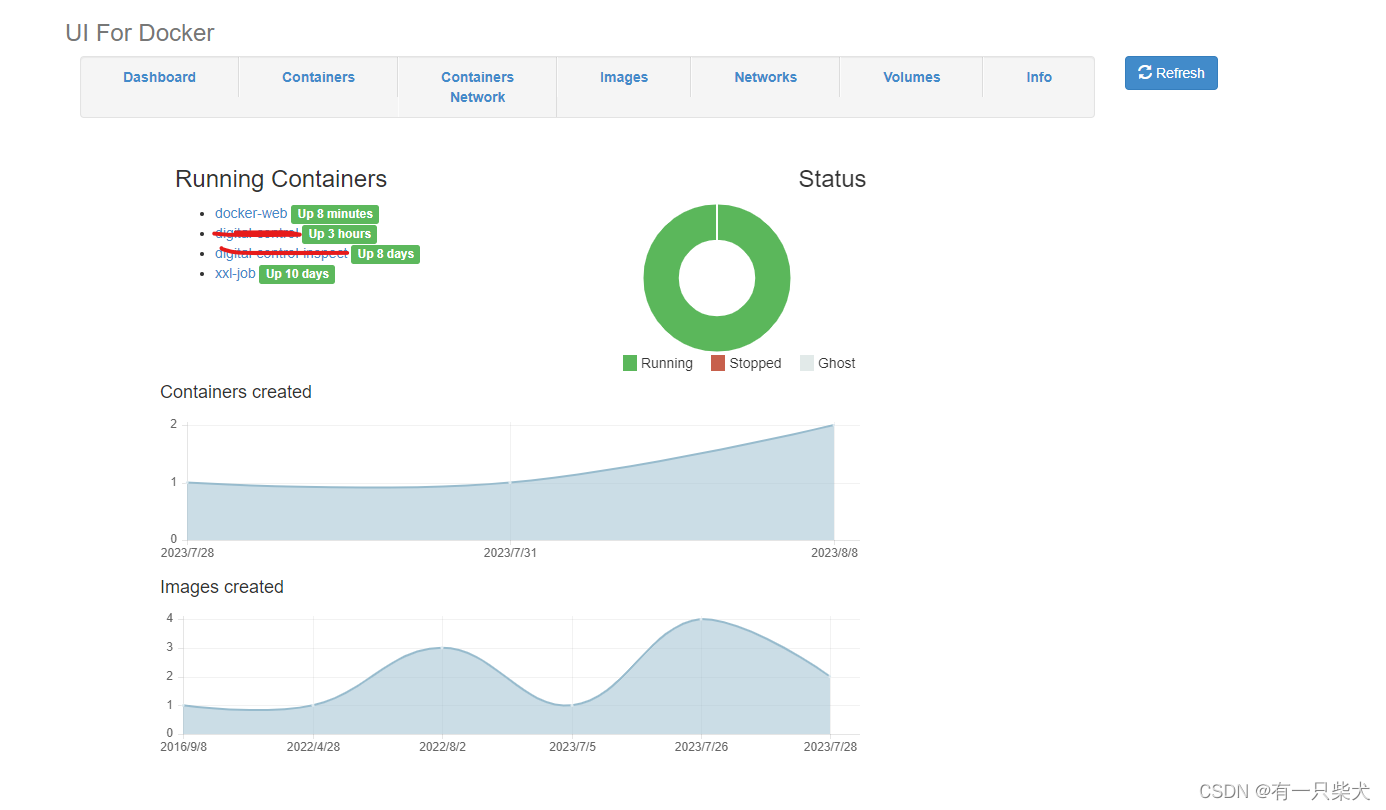 UI For Docker
Dashboard
Containers
Containers
Network
Images
Networks
Volumes
Info
Refresh
Running Containers
docker-web Up 8 minutes
digital-control Up 3 hours
digital-control-inspect Up 8 days
xxl-job Up 10 days
Status
Running Stopped Ghost
Containers created
2
1
0
2023/7/28 2023/7/31 2023/8/8
Images created
4
3
2
1
0
2016/9/8 2022/4/28 2022/8/2 2023/7/5 2023/7/26 2023/7/28
CSDN @有一只柴犬